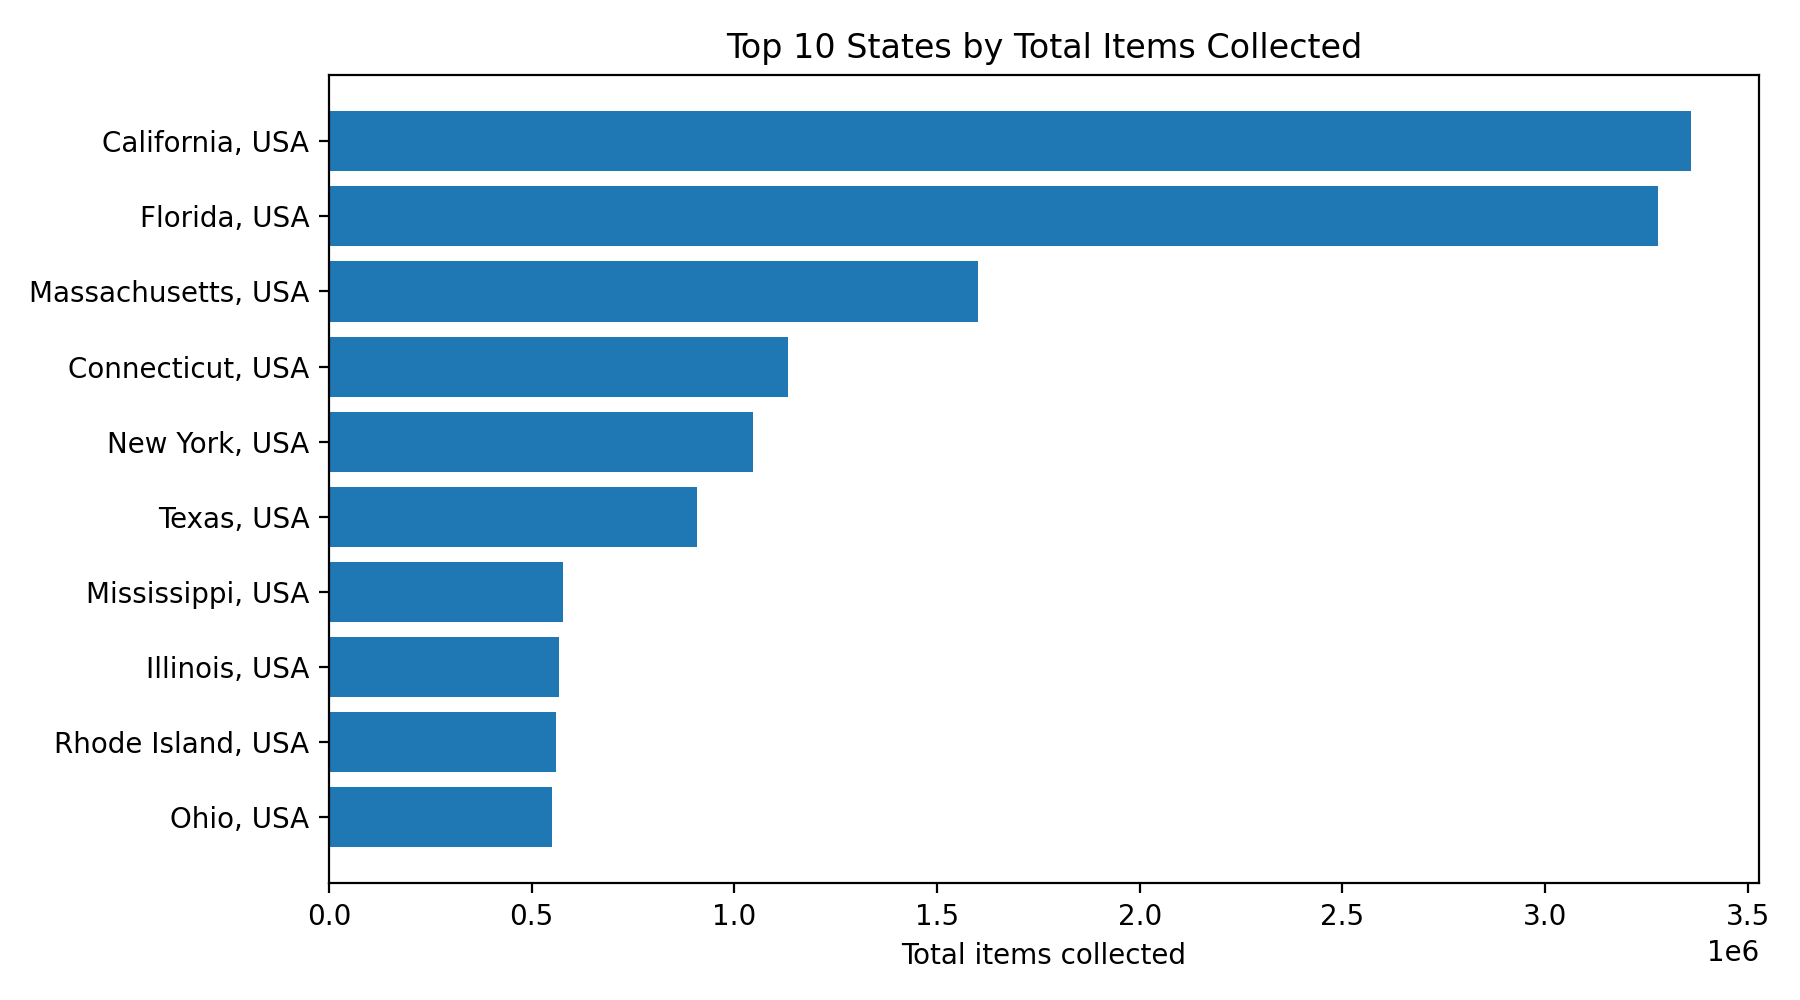 Top 10 States by Total Items Collected
California, USA
Florida, USA
Massachusetts, USA
Connecticut, USA
New York, USA
Texas, USA
Mississippi, USA
Illinois, USA
Rhode Island, USA
Ohio, USA
0.0 0.5 1.0 1.5 2.0 2.5 3.0 3.5
Total items collected
1e6